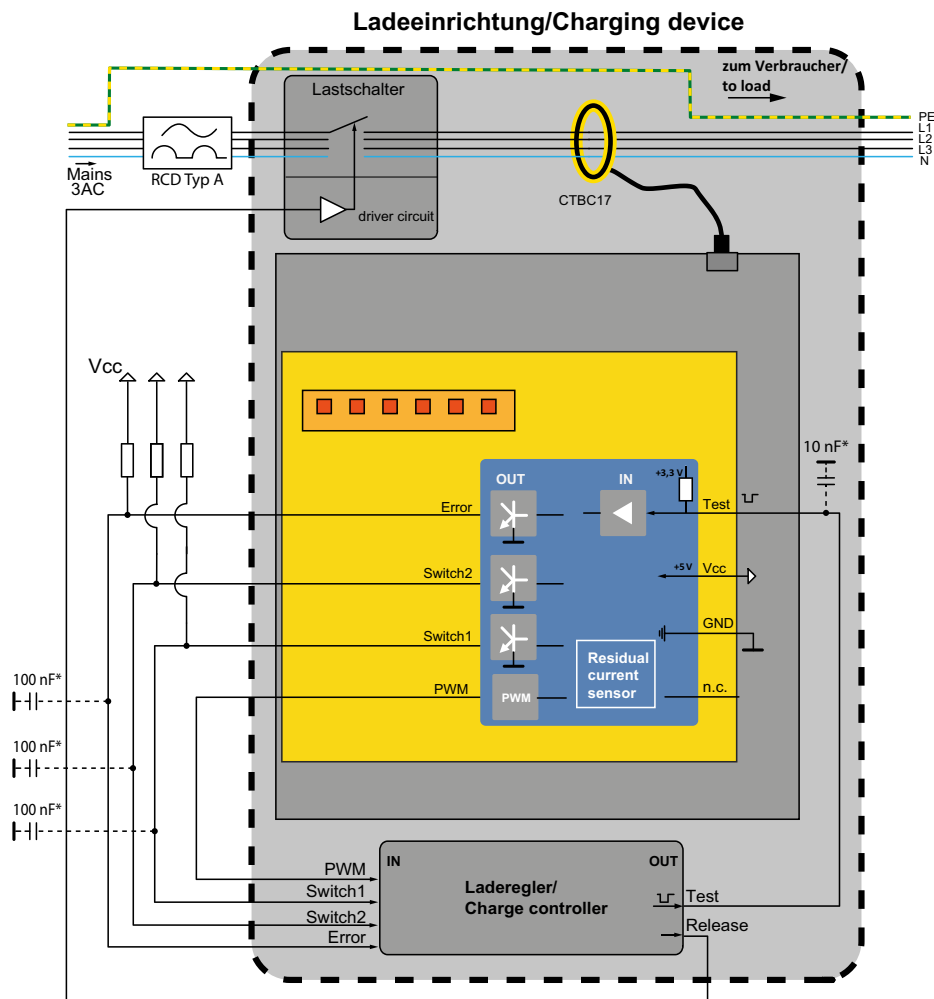 Ladeeinrichtung/Charging device
zum Verbraucher/
to load
Lastschalter
PE
L1
L2
L3
N
Mains
3AC
RCD Typ A
CTBC17
driver circuit
Vcc
10 nF*
OUT
IN
+3,3 V
Error
Test
Switch2
+5 V
Vcc
Switch1
GND
Residual
current
sensor
PWM
PWM
n.c.
100 nF*
100 nF*
100 nF*
IN
OUT
PWM
Switch1
Switch2
Error
Laderegler/
Charge controller
Test
Release